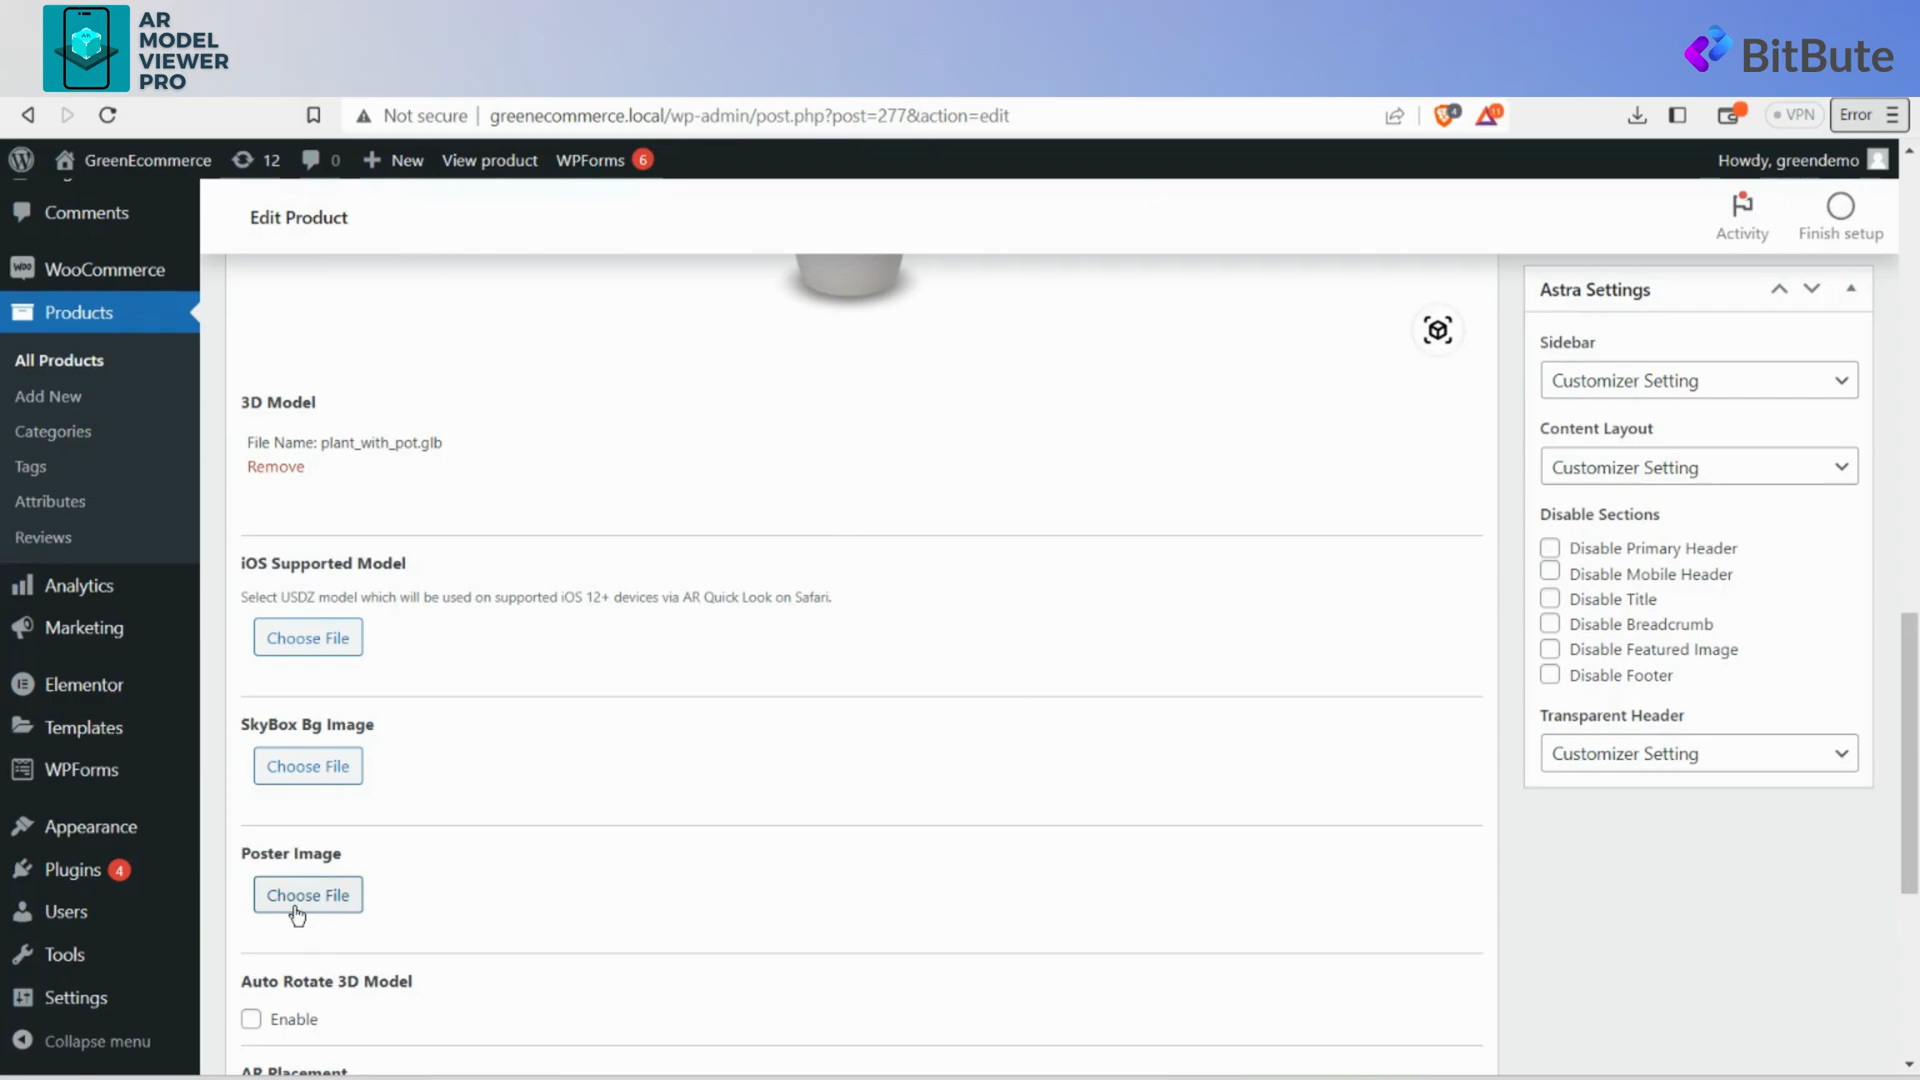 AR
MODEL
VIEWER
PRO
BitBute
Not secure greenecommerce.local/wp-admin/post.php?post=277&action=edit
VPN
Error
GreenEcommerce 12 0 New View product WPForms 6
Howdy, greendemo
Comments
WooCommerce
Products
All Products
Add New
Categories
Tags
Attributes
Reviews
Analytics
Marketing
Elementor
Templates
WPForms
Appearance
Plugins 4
Users
Tools
Settings
Collapse menu
Edit Product
Activity
Finish setup
3D Model
File Name: plant_with_pot.glb
Remove
iOS Supported Model
Select USDZ model which will be used on supported iOS 12+ devices via AR Quick Look on Safari.
Choose File
SkyBox Bg Image
Choose File
Poster Image
Choose File
Auto Rotate 3D Model
Enable
AR Placement
Astra Settings
Sidebar
Customizer Setting
Content Layout
Customizer Setting
Disable Sections
Disable Primary Header
Disable Mobile Header
Disable Title
Disable Breadcrumb
Disable Featured Image
Disable Footer
Transparent Header
Customizer Setting